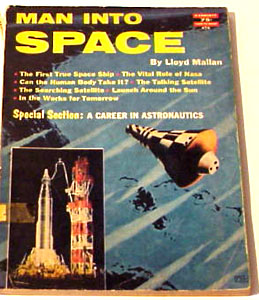 MAN INTO
SPACE
75¢
By Lloyd Mallan
• The First True Space Ship • The Vital Role of Nasa
• Can the Human Body Take It? • The Talking Satellite
• The Searching Satellite • Launch Around the Sun
• In the Works for Tomorrow
Special Section: A CAREER IN ASTRONAUTICS